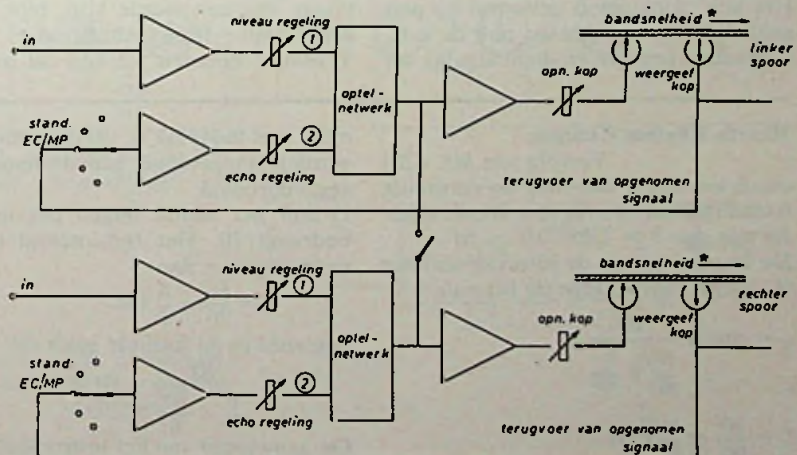 niveau regeling
①
in
optel-
netwerk
bandsnelheid *
opn. kop
weergeef
kop
linker
spoor
stand.
EC/MP
②
echo regeling
terugvoer van opgenomen
signaal
niveau regeling
①
in
optel-
netwerk
bandsnelheid *
opn. kop
weergeef
kop
rechter
spoor
stand.
EC/MP
②
echo regeling
terugvoer van opgenomen
signaal